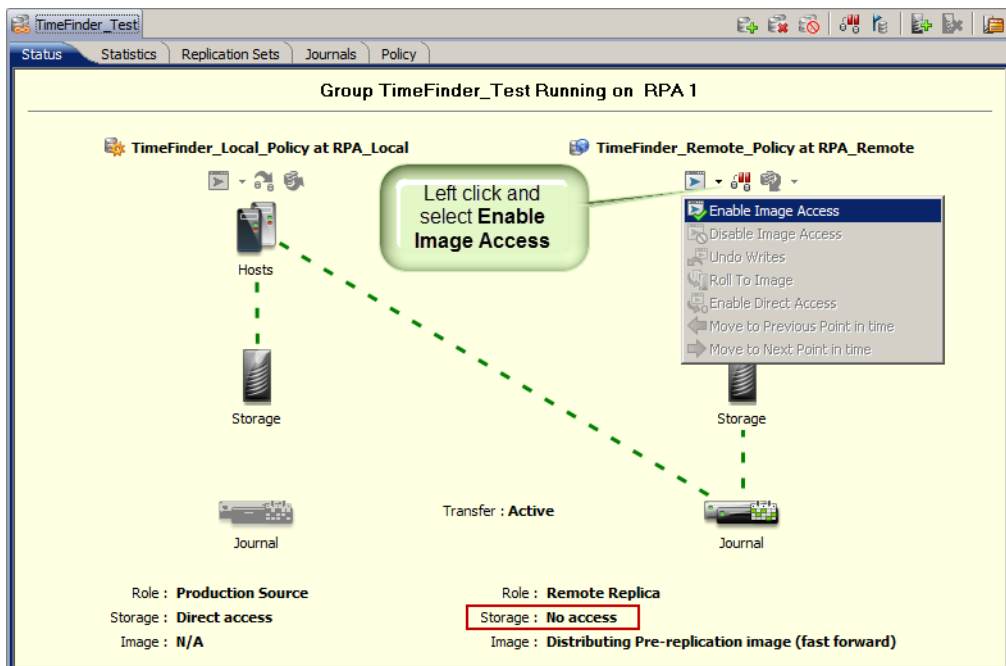 TimeFinder_Test
Status Statistics Replication Sets Journals Policy
Group TimeFinder_Test Running on RPA 1
TimeFinder_Local_Policy at RPA_Local
TimeFinder_Remote_Policy at RPA_Remote
Left click and
select Enable
Image Access
Enable Image Access
Disable Image Access
Undo Writes
Roll To Image
Enable Direct Access
Move to Previous Point in time
Move to Next Point in time
Hosts
Storage
Storage
Transfer : Active
Journal
Journal
Role : Production Source
Storage : Direct access
Image : N/A
Role : Remote Replica
Storage : No access
Image : Distributing Pre-replication image (fast forward)